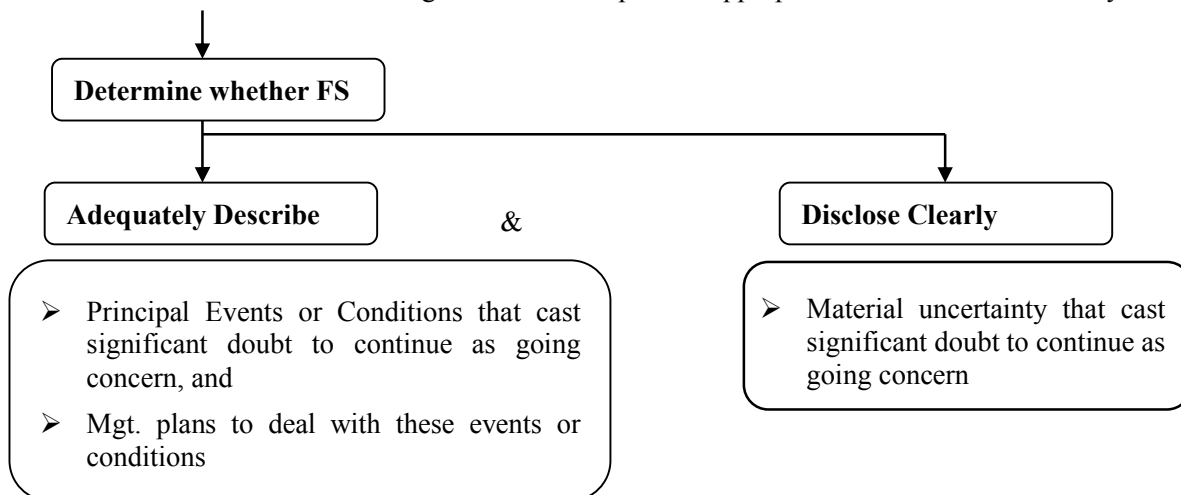 Determine whether FS
Adequately Describe
&
Disclose Clearly
➢ Principal Events or Conditions that cast
significant doubt to continue as going
concern, and
➢ Mgt. plans to deal with these events or
conditions
➢ Material uncertainty that cast
significant doubt to continue as
going concern